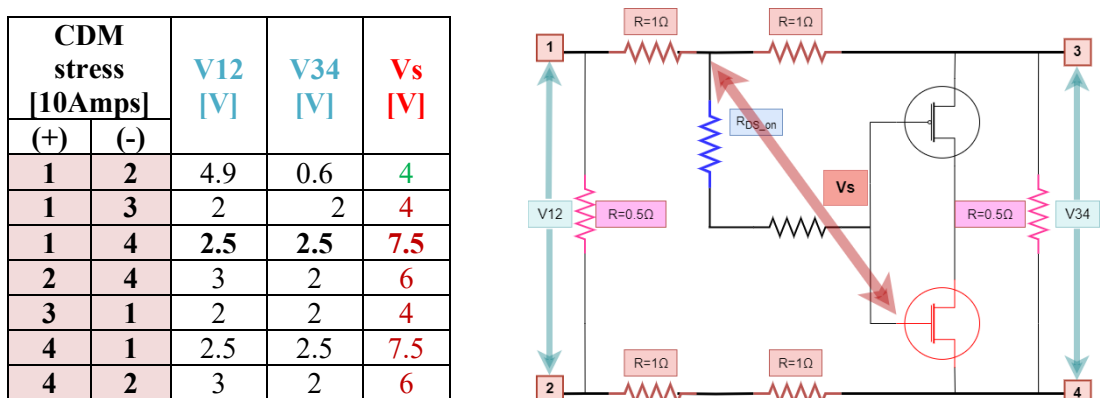 CDM stress [10Amps] V12 [V] V34 [V] Vs [V]
(+) (-)
1 2 4.9 0.6 4
1 3 2 2 4
1 4 2.5 2.5 7.5
2 4 3 2 6
3 1 2 2 4
4 1 2.5 2.5 7.5
4 2 3 2 6
R=1Ω R=1Ω
1 3
RDS_on
Vs
V12 R=0.5Ω R=0.5Ω V34
R=1Ω R=1Ω
2 4